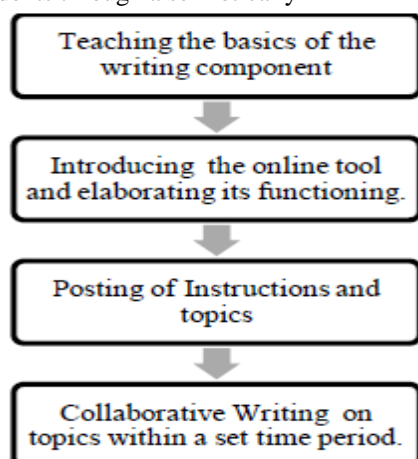 Teaching the basics of the
writing component
Introducing the online tool
and elaborating its functioning.
Posting of Instructions and
topics
Collaborative Writing on
topics within a set time period.